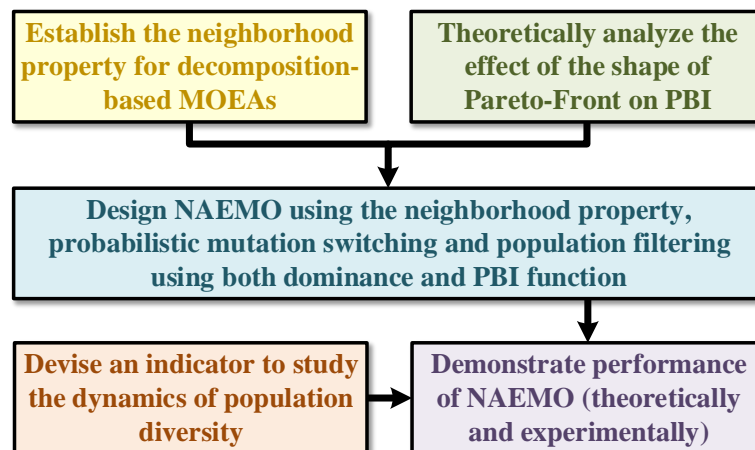 Establish the neighborhood
property for decomposition-
based MOEAs
Theoretically analyze the
effect of the shape of
Pareto-Front on PBI
Design NAEMO using the neighborhood property,
probabilistic mutation switching and population filtering
using both dominance and PBI function
Devise an indicator to study
the dynamics of population
diversity
Demonstrate performance
of NAEMO (theoretically
and experimentally)